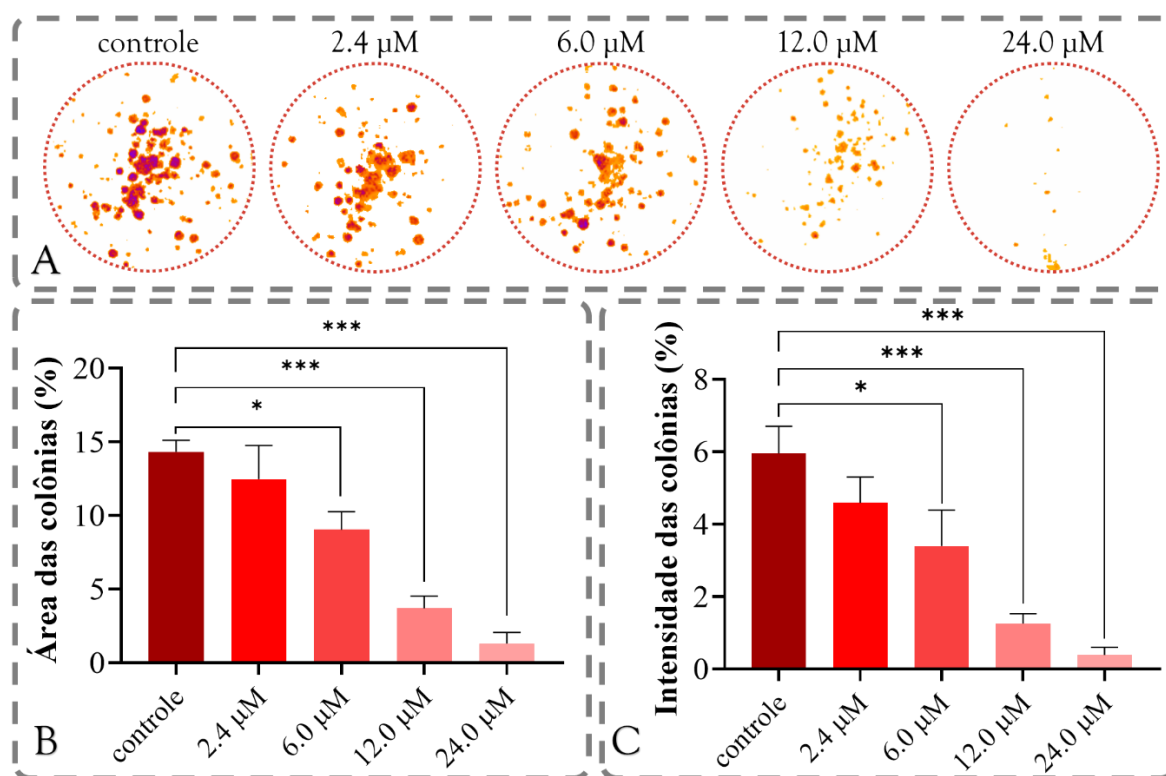 controle 2.4 µM 6.0 µM 12.0 µM 24.0 µM
A
Área das colônias (%)
20
15
10
5
0
***
***
*
controle
2.4 µM
6.0 µM
12.0 µM
24.0 µM
B
Intensidade das colônias (%)
8
6
4
2
0
***
***
*
controle
2.4 µM
6.0 µM
12.0 µM
24.0 µM
C